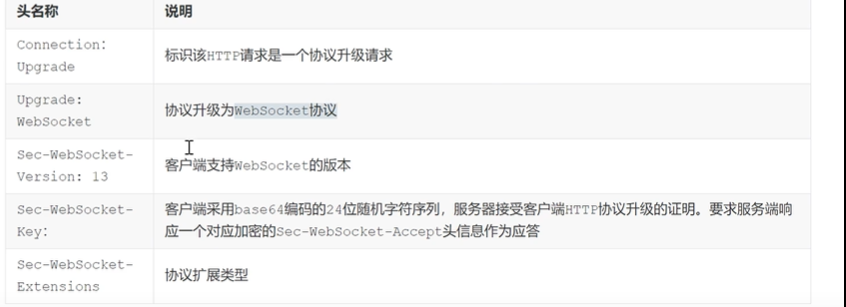 头名称 说明
Connection:
Upgrade
标识该HTTP请求是一个协议升级请求
Upgrade:
WebSocket
协议升级为WebSocket协议
Sec-WebSocket-
Version: 13
客户端支持WebSocket的版本
Sec-WebSocket-
Key:
客户端采用base64编码的24位随机字符序列，服务器接受客户端HTTP协议升级的证明。要求服务端响
应一个对应加密的Sec-WebSocket-Accept头信息作为应答
Sec-WebSocket-
Extensions
协议扩展类型